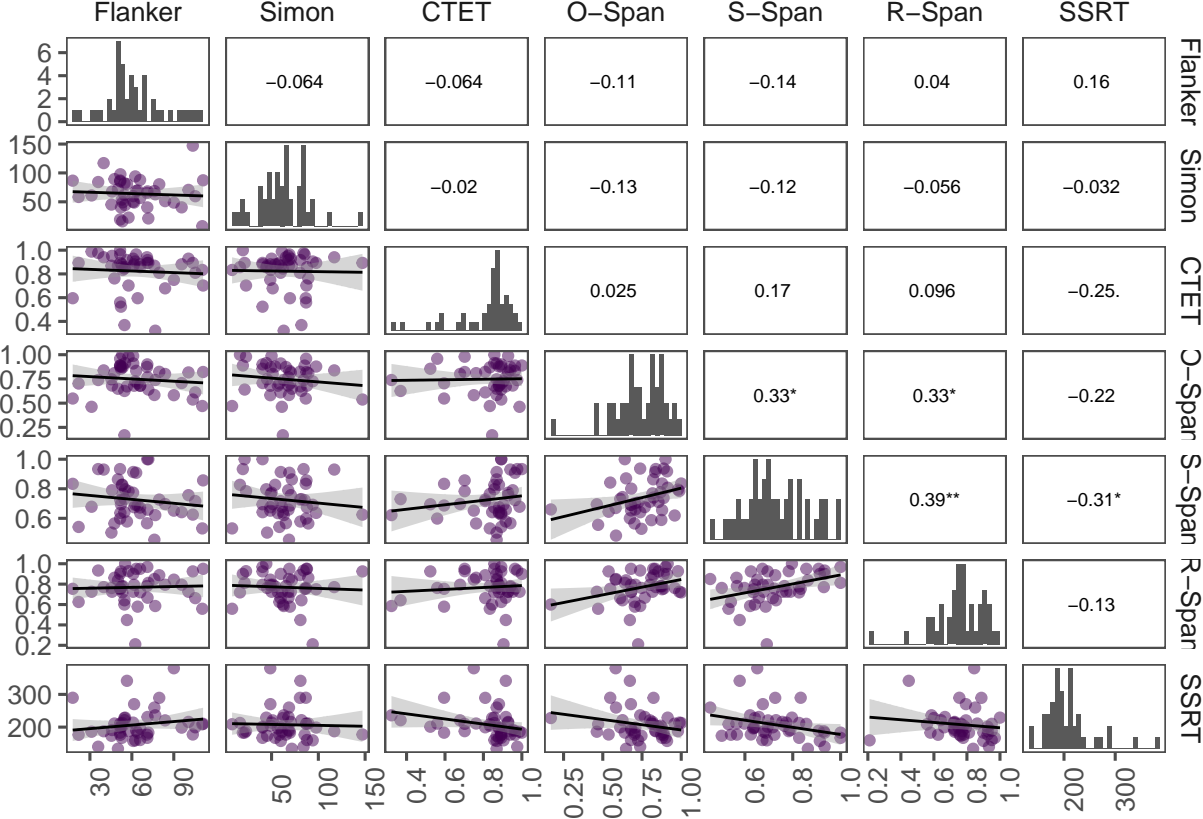 Flanker Simon CTET O−Span S−Span R−Span SSRT
6 4 2 0 −0.064 −0.064 −0.11 −0.14 0.04 0.16 Flanker
150 100 50 −0.02 −0.13 −0.12 −0.056 −0.032 Simon
1.0 0.8 0.4 0.025 0.17 0.096 −0.25. CTET
1.00 0.75 0.50 0.25 0.33* 0.33* −0.22 O−Span
1.0 0.8 0.6 0.39** −0.31* S−Span
1.0 0.8 0.6 0.4 0.2 −0.13 R−Span
300 200 SSRT
30 60 90 50 100 150 0.4 0.6 0.8 1.0 0.25 0.50 0.75 1.00 0.6 0.8 1.0 0.2 0.4 0.6 0.8 1.0 200 300